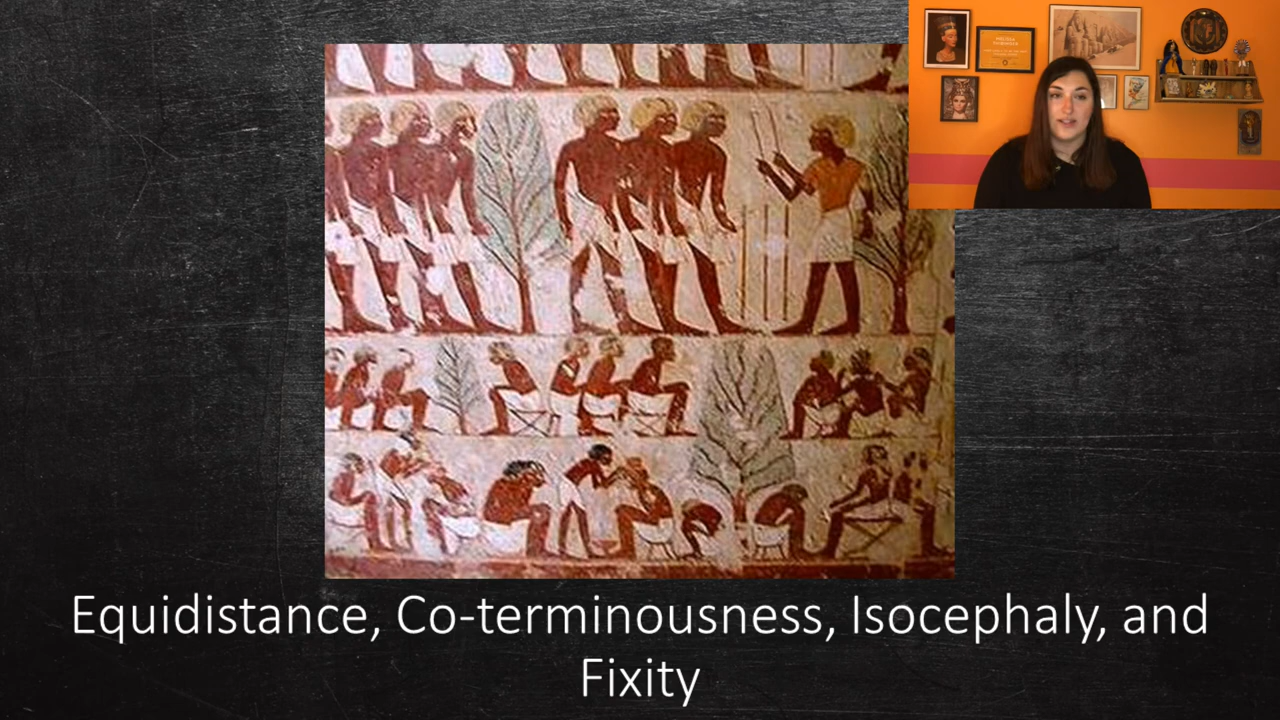 Equidistance, Co-terminousness, Isocephaly, and
Fixity